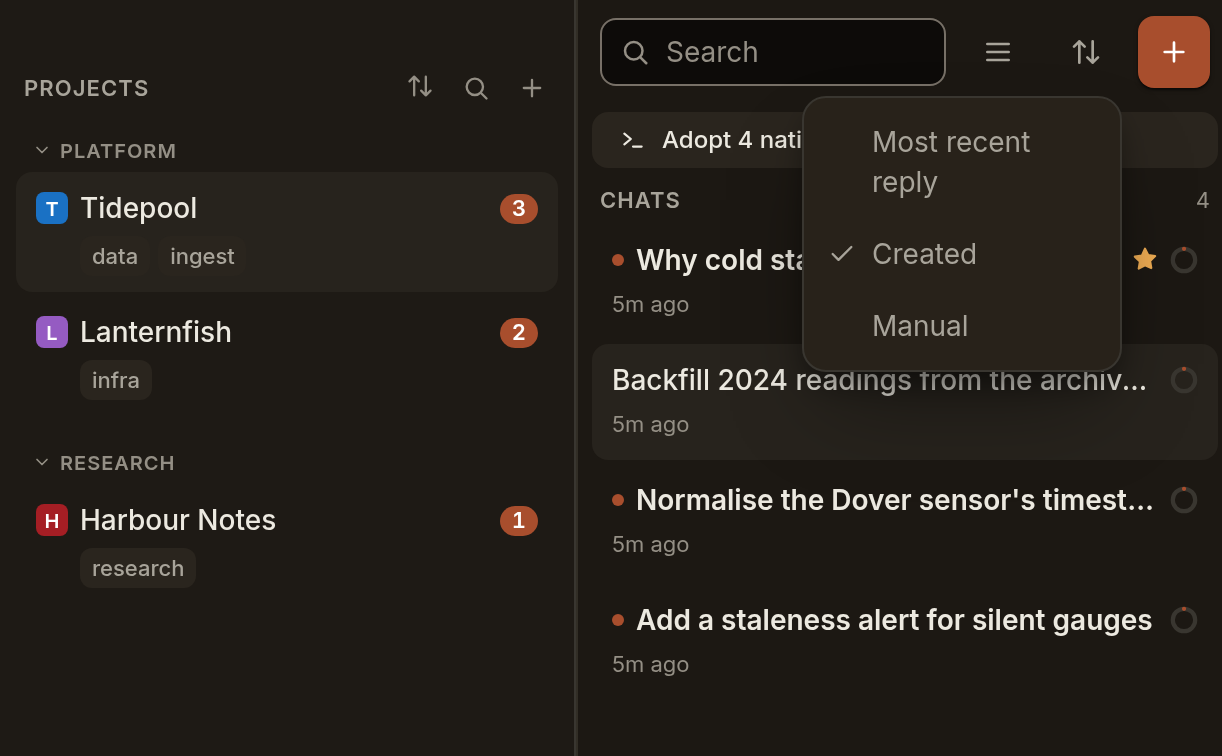 PROJECTS
PLATFORM
T Tidepool 3
data ingest
L Lanternfish 2
infra
RESEARCH
H Harbour Notes 1
research
Search
Adopt 4
Most recent
reply
Created
Manual
CHATS 4
Why cold
5m ago
Backfill 2024 readings from the archiv...
5m ago
Normalise the Dover sensor's timest...
5m ago
Add a staleness alert for silent gauges
5m ago